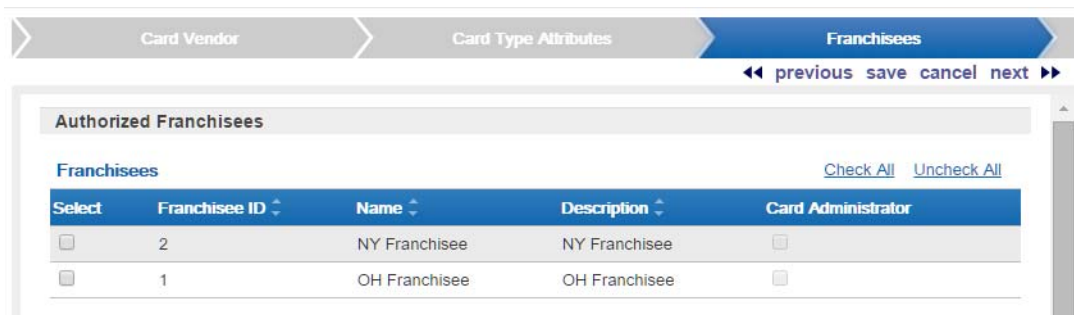 Card Vendor Card Type Attributes Franchisees
previous save cancel next
Authorized Franchisees
Franchisees Check All Uncheck All
Select Franchisee ID Name Description Card Administrator
2 NY Franchisee NY Franchisee
1 OH Franchisee OH Franchisee